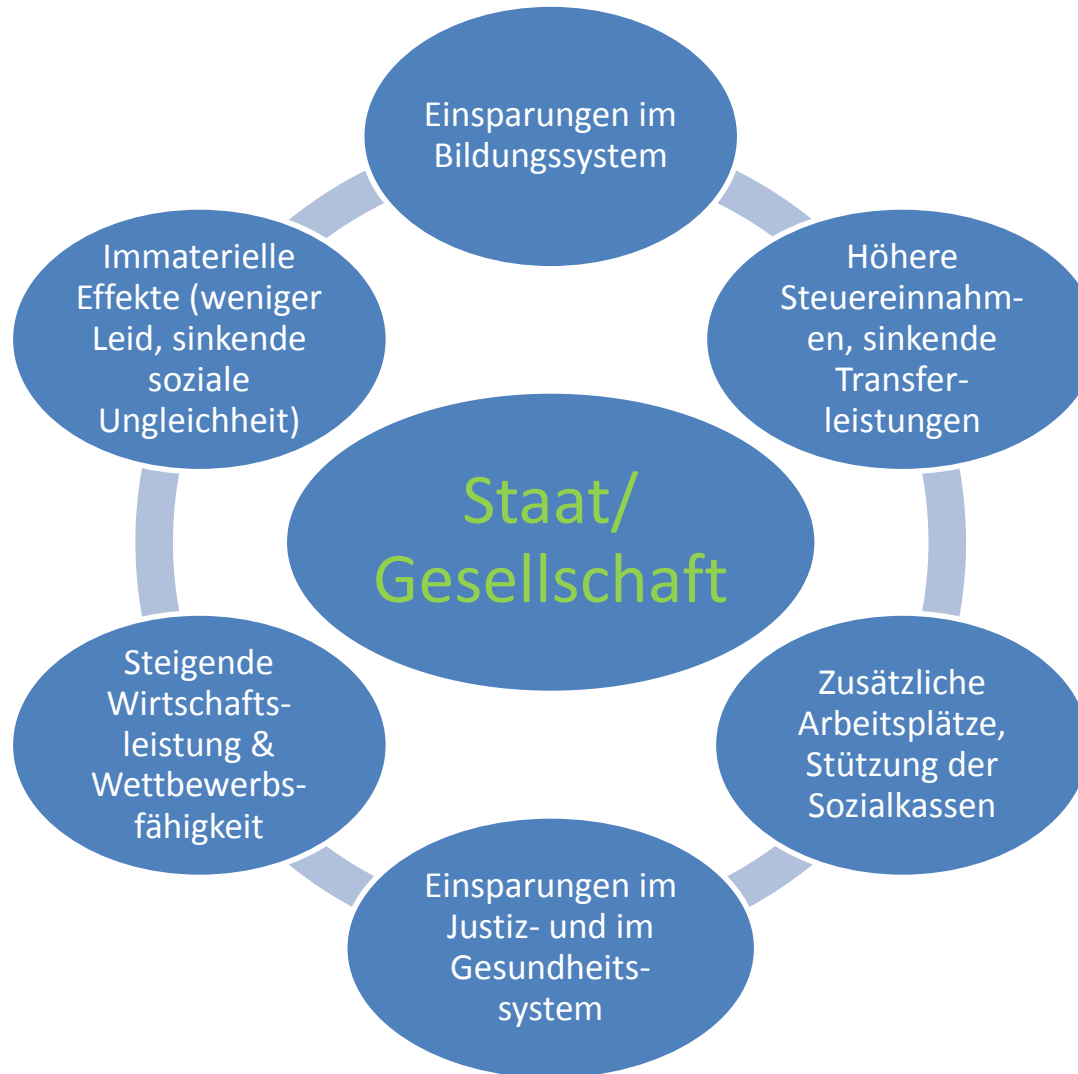 Einsparungen im
Bildungssystem
Immaterielle
Effekte (weniger
Leid, sinkende
soziale
Ungleichheit)
Höhere
Steuereinnahm-
en, sinkende
Transfer-
leistungen
Staat/
Gesellschaft
Steigende
Wirtschafts-
leistung &
Wettbewerbs-
fähigkeit
Zusätzliche
Arbeitsplätze,
Stützung der
Sozialkassen
Einsparungen im
Justiz- und im
Gesundheits-
system